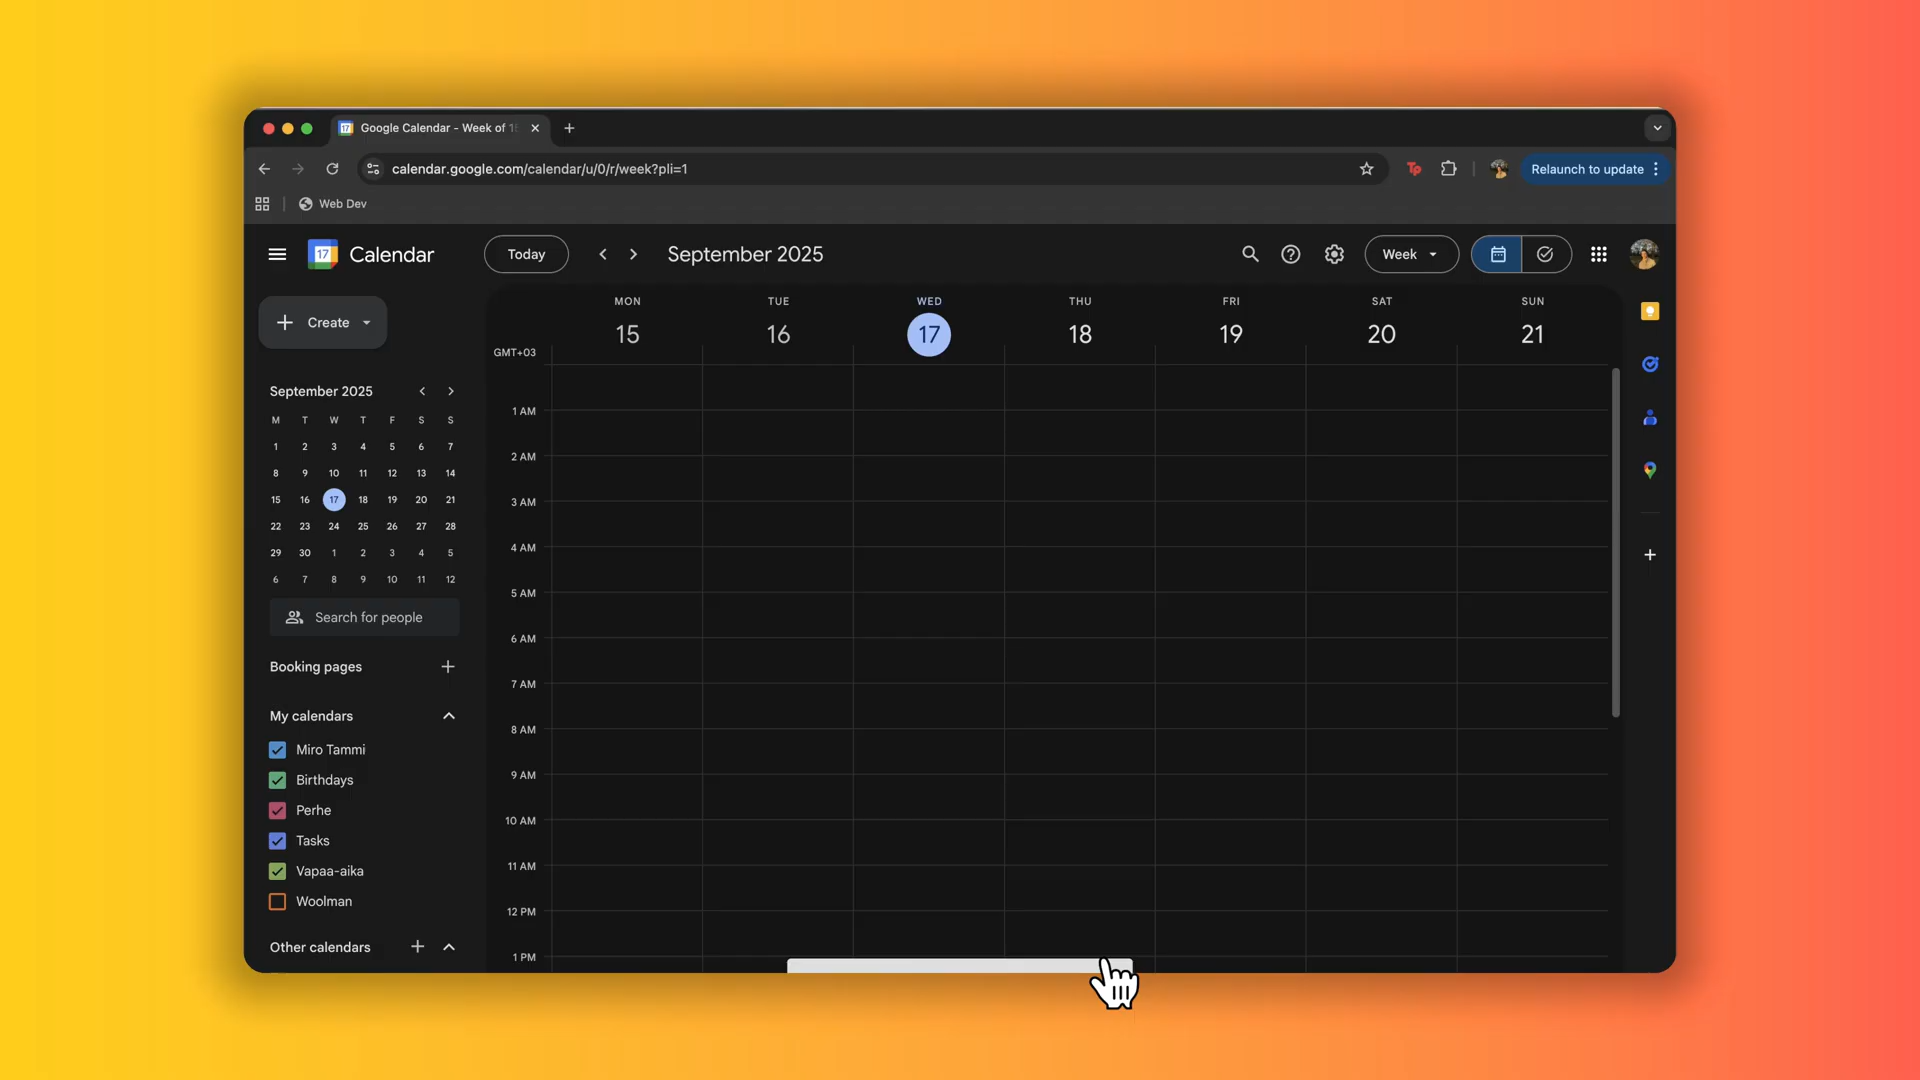 Google Calendar - Week of 15
calendar.google.com/calendar/u/0/r/week?pli=1
Tp
Relaunch to update
Web Dev
17 Calendar
Today
September 2025
Week
Create
MON TUE WED THU FRI SAT SUN
15 16 17 18 19 20 21
GMT+03
September 2025
M T W T F S S
1 2 3 4 5 6 7
8 9 10 11 12 13 14
15 16 17 18 19 20 21
22 23 24 25 26 27 28
29 30 1 2 3 4 5
6 7 8 9 10 11 12
Search for people
Booking pages
My calendars
Miro Tammi
Birthdays
Perhe
Tasks
Vapaa-aika
Woolman
Other calendars
1 AM
2 AM
3 AM
4 AM
5 AM
6 AM
7 AM
8 AM
9 AM
10 AM
11 AM
12 PM
1 PM